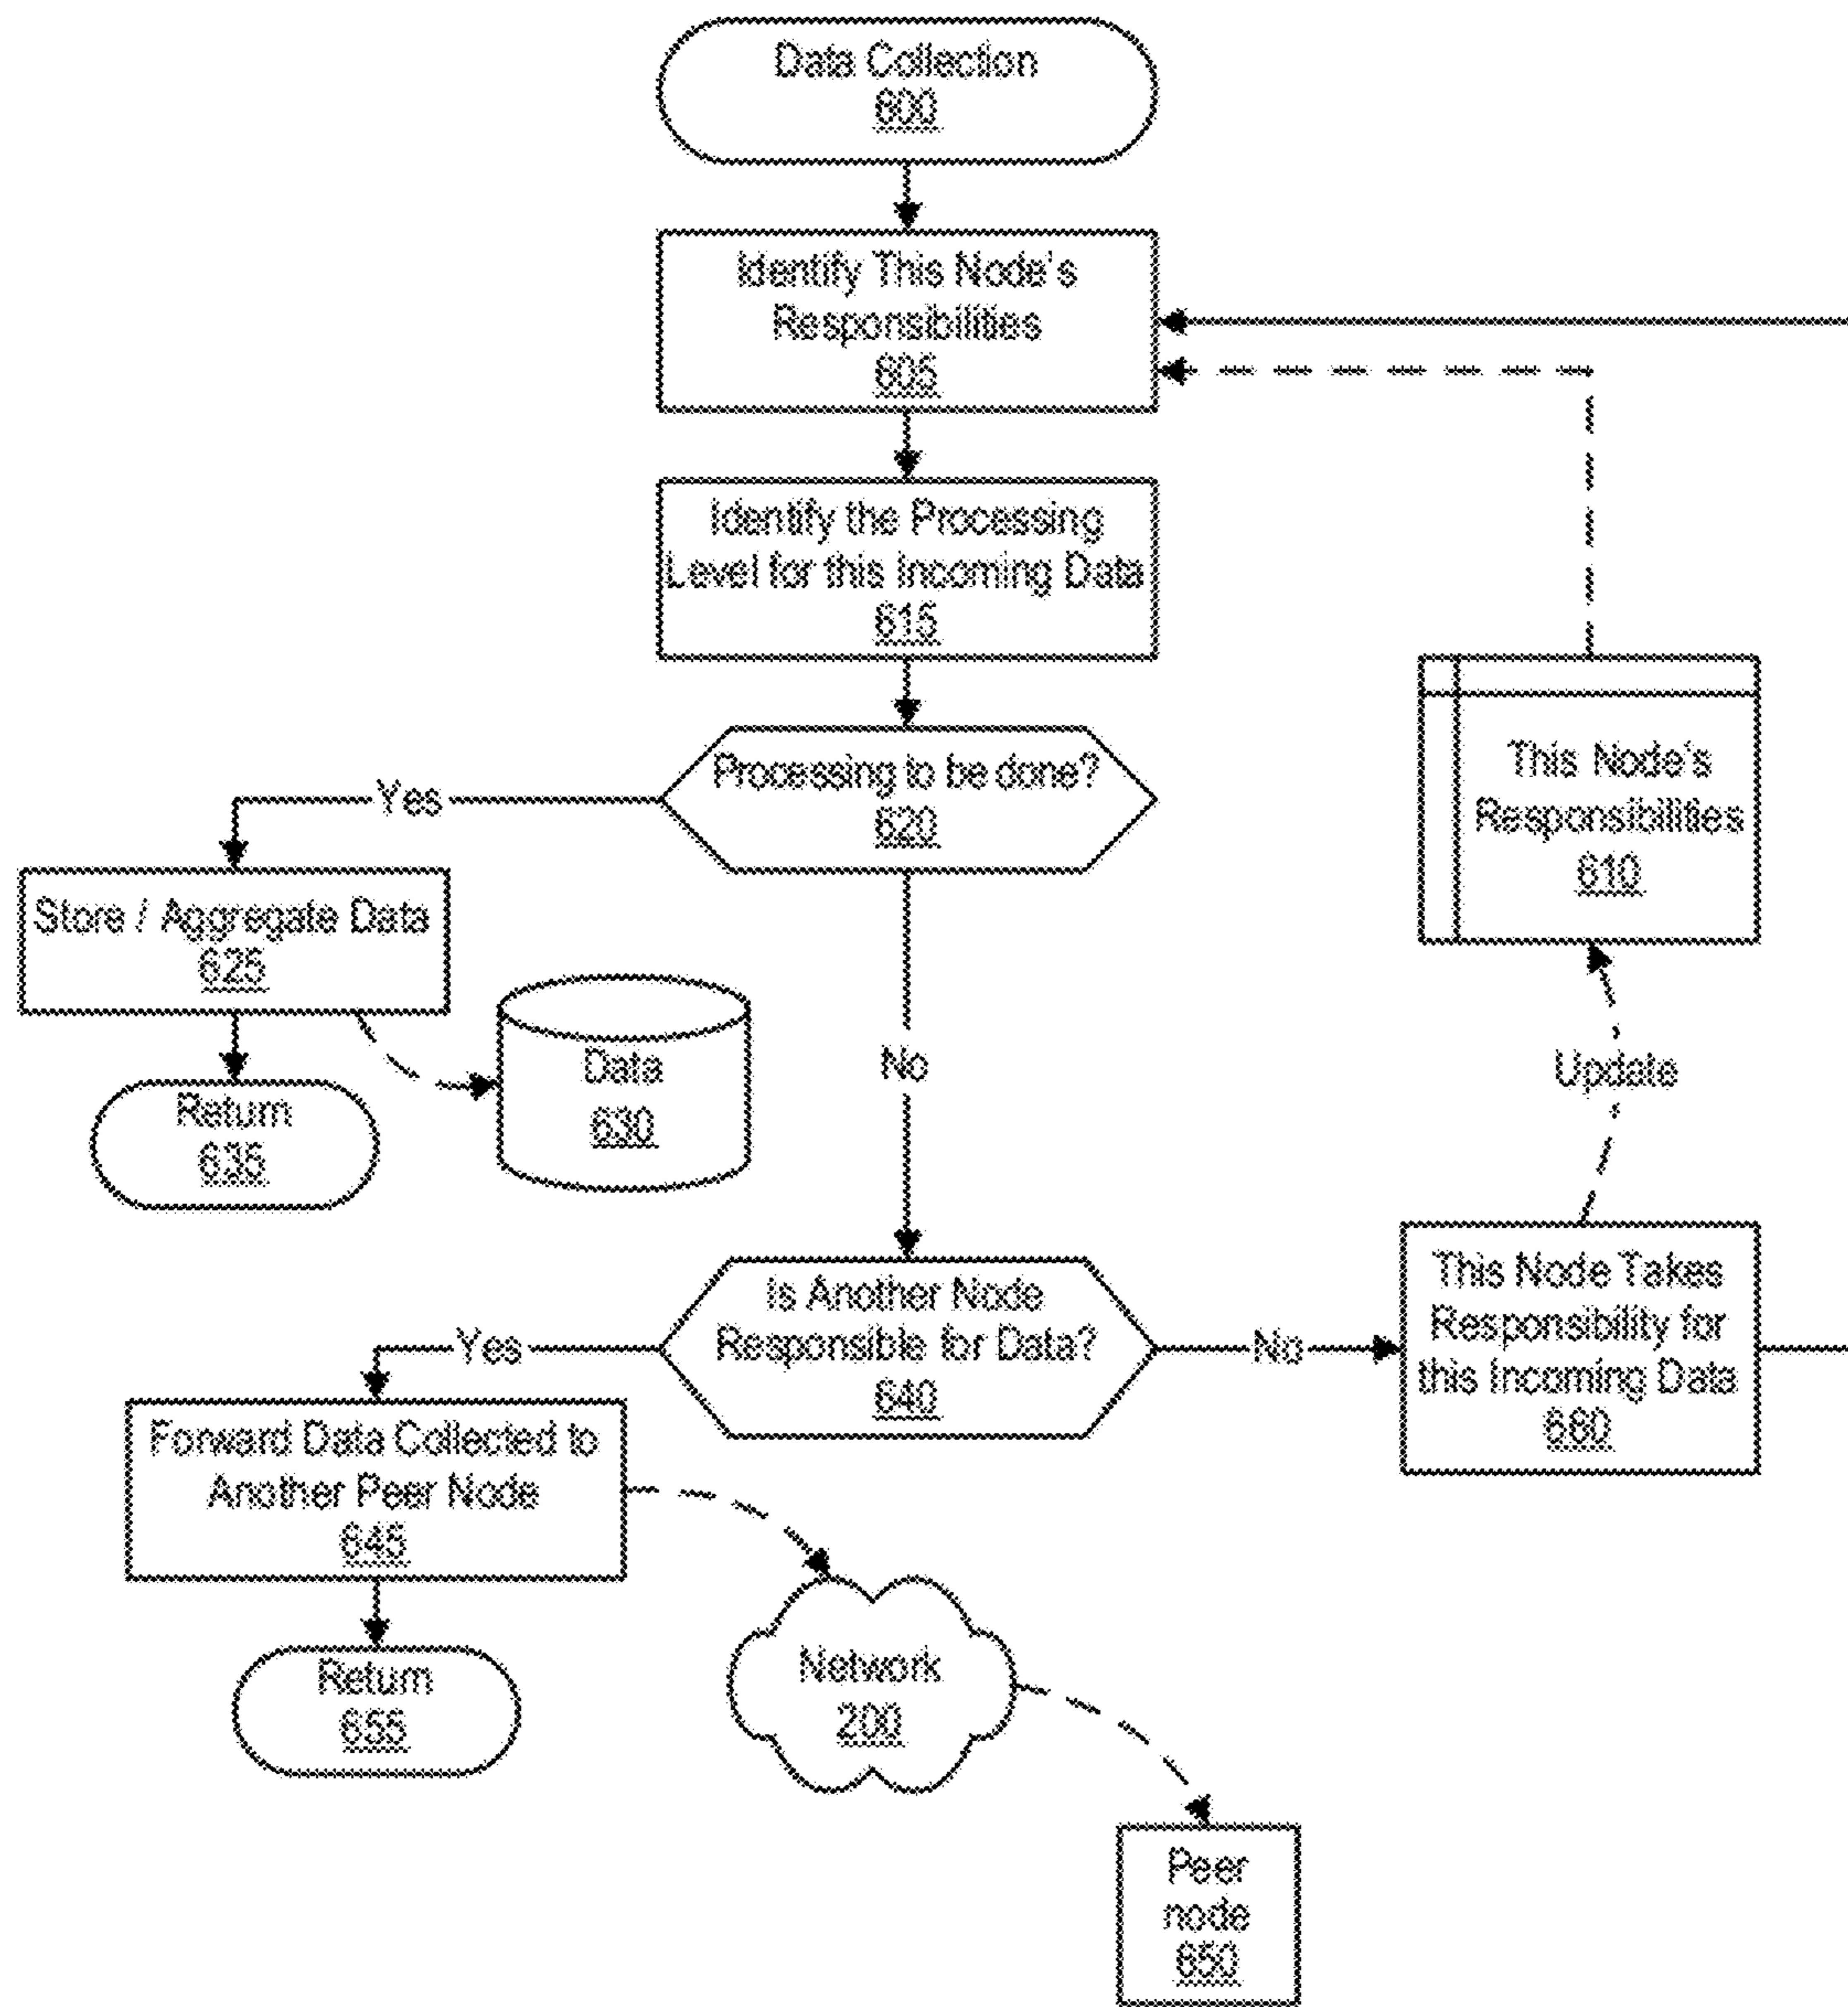 Data Collection
600
Identify This Node's
Responsibilities
605
Identify the Processing
Level for this Incoming Data
615
Processing to be done?
620
Yes
This Node's
Responsibilities
610
Store / Aggregate Data
625
Data
630
No
Update
Return
635
Is Another Node
Responsible for Data?
640
Yes
No
This Node Takes
Responsibility for
this Incoming Data
660
Forward Data Collected to
Another Peer Node
645
Return
655
Network
200
Peer
node
650